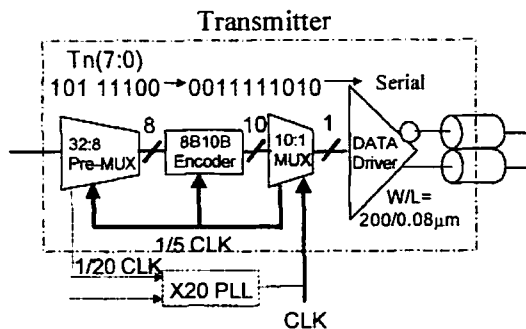 Transmitter
Tn(7:0)
101 11100 → 0011111010 → Serial
32:8
Pre-MUX
8
8B10B
Encoder
10
10:1
MUX
1
DATA
Driver
W/L=
200/0.08μm
1/5 CLK
1/20 CLK
X20 PLL
CLK